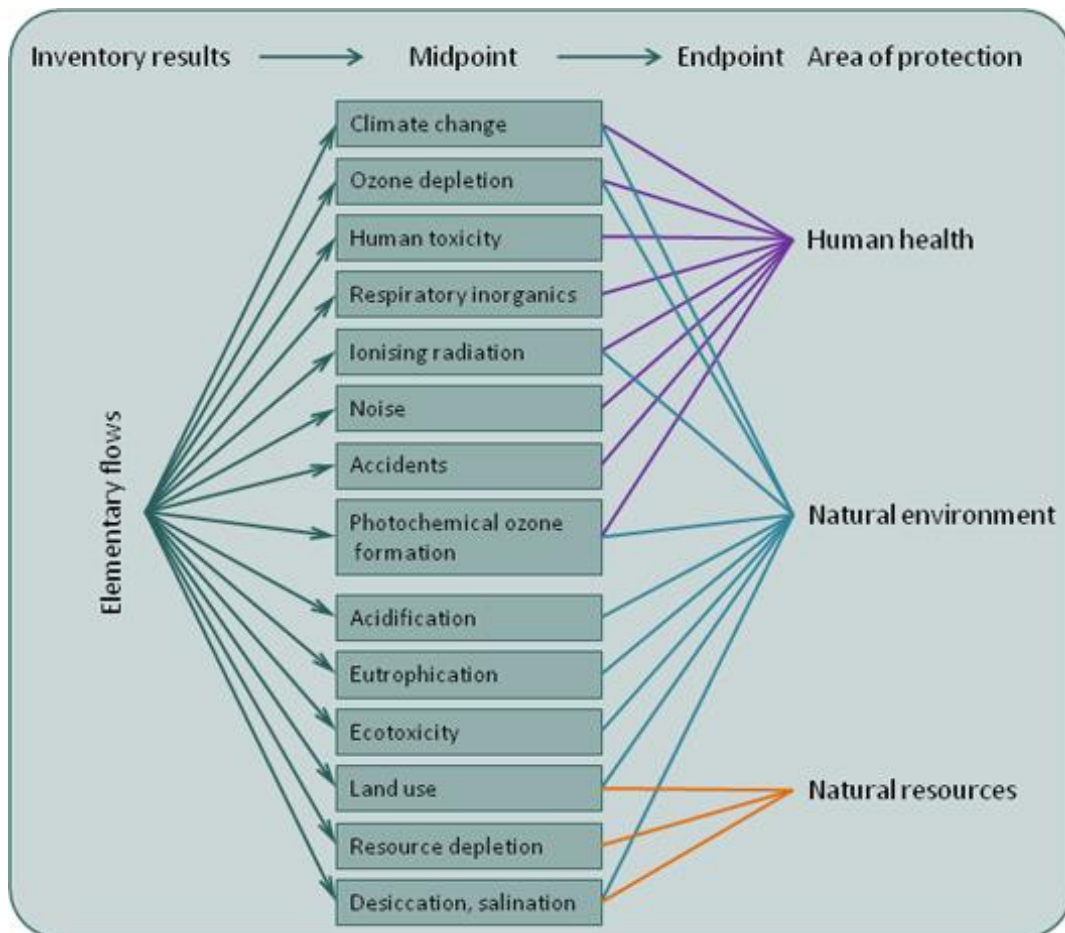 Inventory results
Midpoint
Endpoint
Area of protection
Elementary flows
Climate change
Ozone depletion
Human toxicity
Respiratory inorganics
Ionising radiation
Noise
Accidents
Photochemical ozone
formation
Acidification
Eutrophication
Ecotoxicity
Land use
Resource depletion
Desiccation, salination
Human health
Natural environment
Natural resources